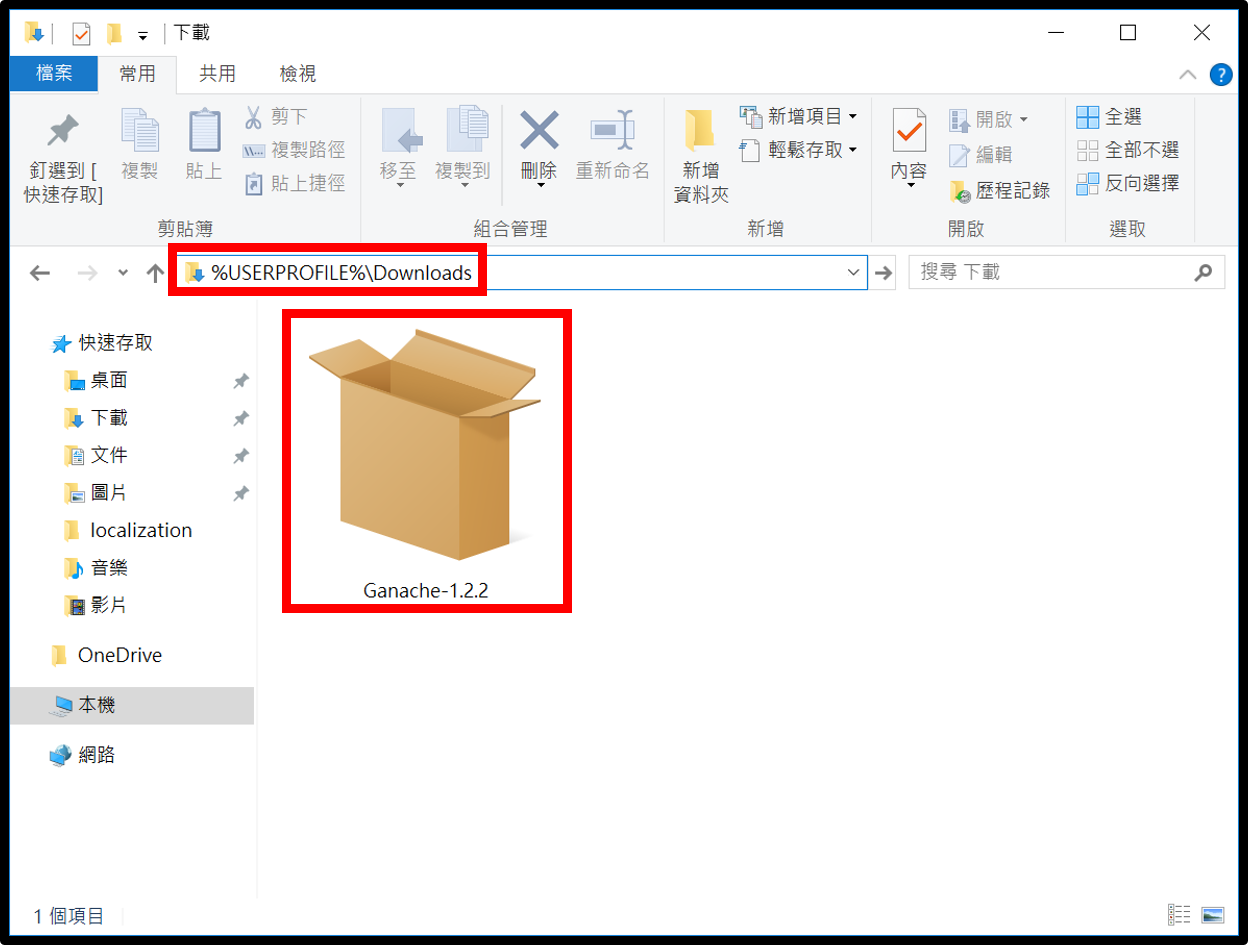 下載
檔案
常用
共用
檢視
?
釘選到 [
快速存取]
複製
貼上
剪下
複製路徑
貼上捷徑
剪貼簿
移至
複製到
刪除
重新命名
組合管理
新增
資料夾
新增項目
輕鬆存取
新增
內容
開啟
編輯
歷程記錄
開啟
全選
全部不選
反向選擇
選取
%USERPROFILE%\Downloads
搜尋 下載
快速存取
桌面
下載
文件
圖片
localization
音樂
影片
OneDrive
本機
網路
Ganache-1.2.2
1 個項目